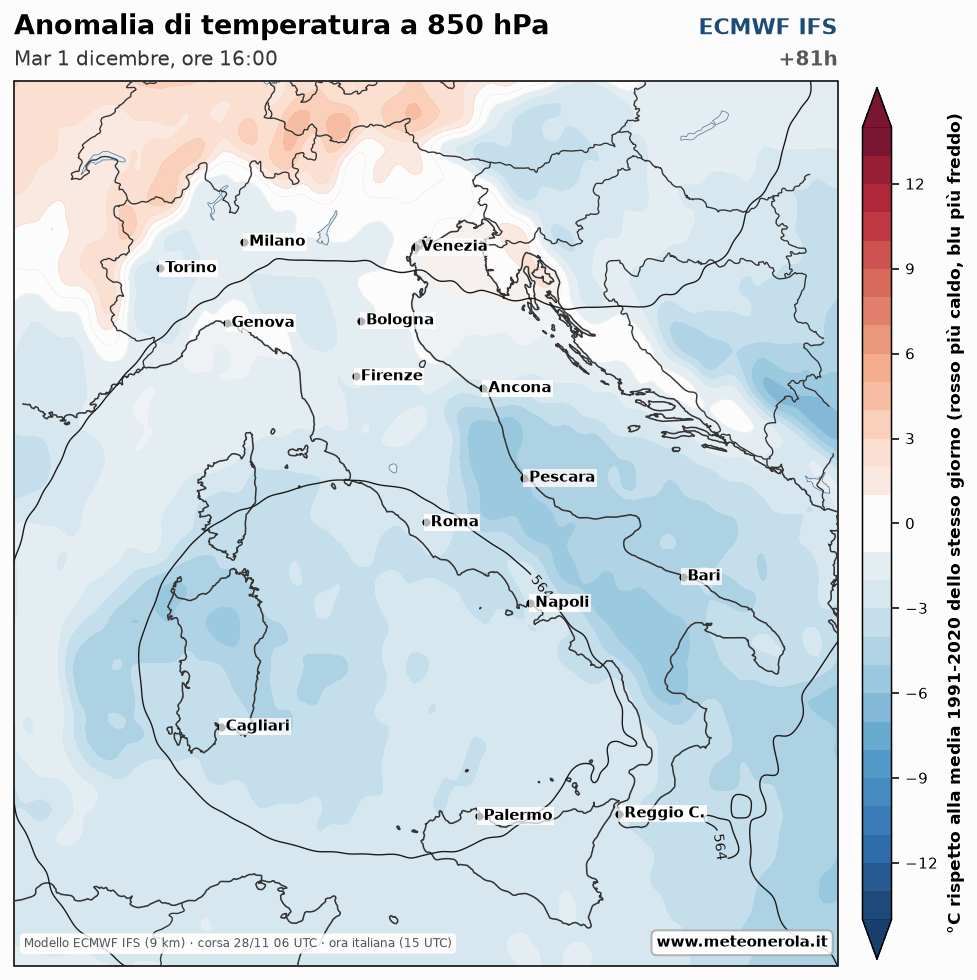 Anomalia di temperatura a 850 hPa
ECMWF IFS
Mar 1 dicembre, ore 16:00
+81h
Milano
Venezia
Torino
Genova
Bologna
Firenze
Ancona
Pescara
Roma
Bari
564
Napoli
Cagliari
Palermo
Reggio C.
564
12
9
6
3
0
−3
−6
−9
−12
°C rispetto alla media 1991-2020 dello stesso giorno (rosso più caldo, blu più freddo)
Modello ECMWF IFS (9 km) · corsa 28/11 06 UTC · ora italiana (15 UTC)
www.meteonerola.it